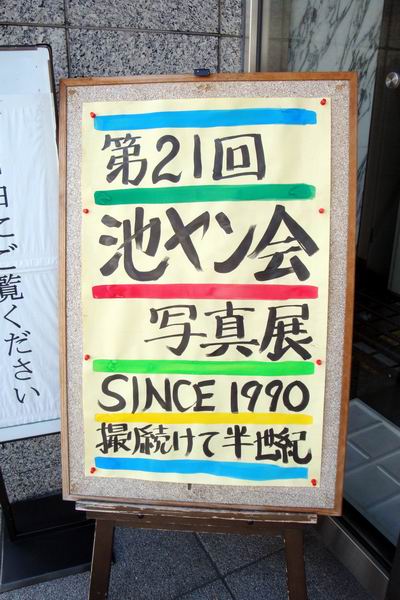 第21回
池ヤン会
写真展
SINCE 1990
撮り続けて半世紀
ご覧ください